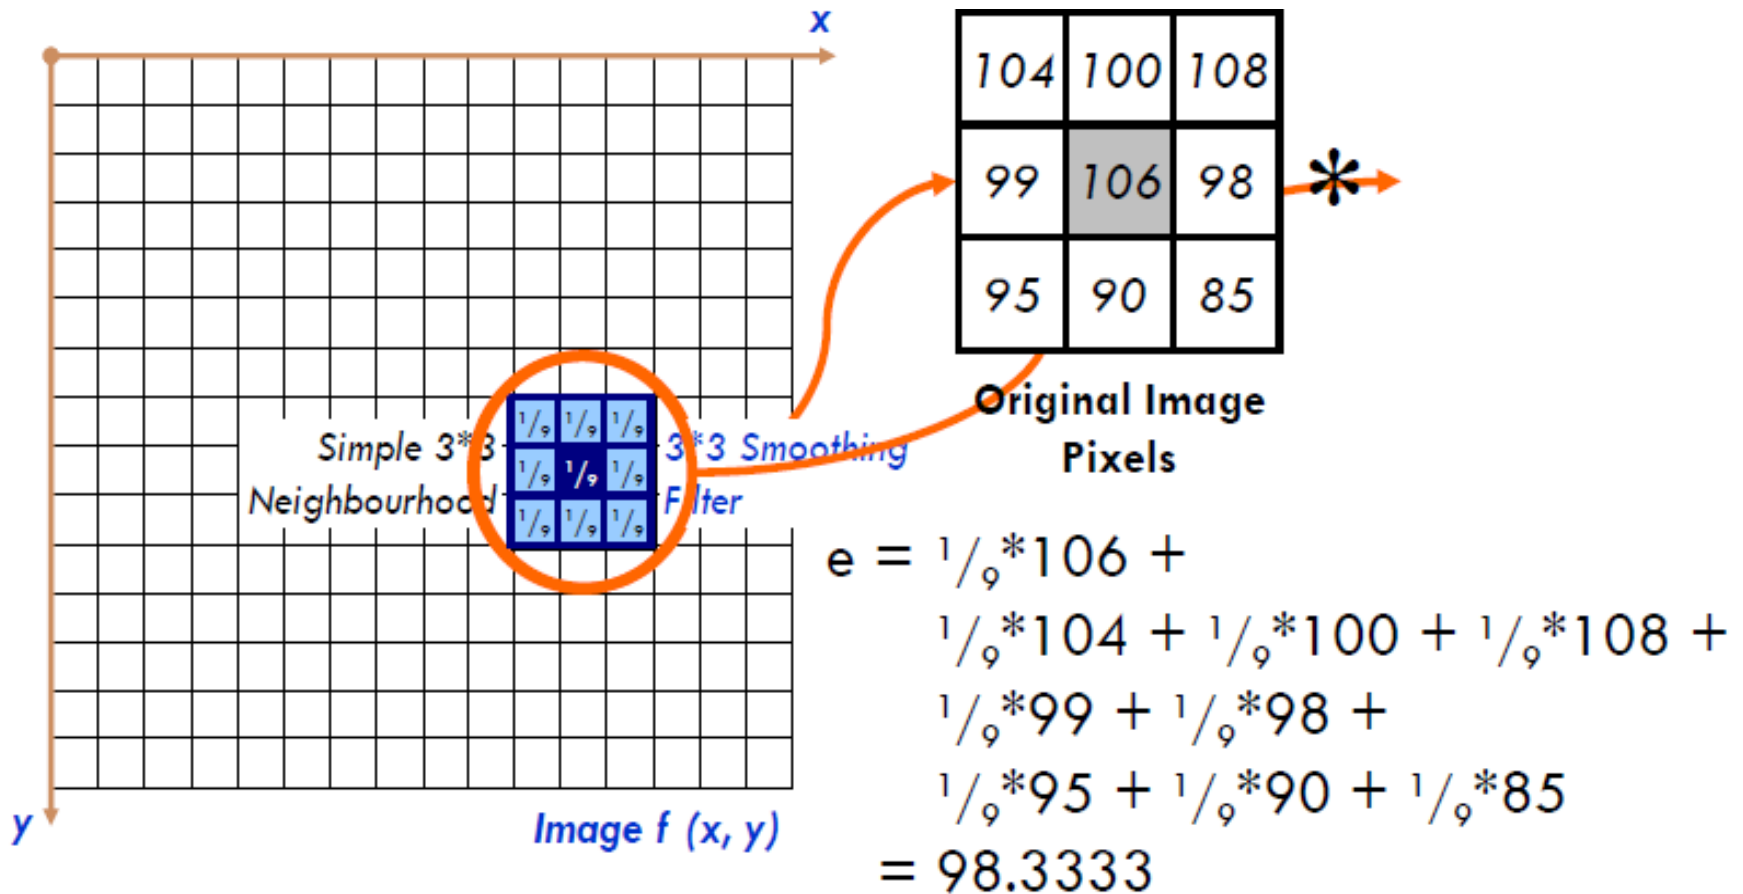 x
104 100 108
99 106 98
95 90 85
*
Original Image
Pixels
Simple 3*3
Neighbourhood
¹/₉ ¹/₉ ¹/₉
¹/₉ ¹/₉ ¹/₉
¹/₉ ¹/₉ ¹/₉
3*3 Smoothing
Filter
y
Image f (x, y)
e = ¹/₉*106 +
¹/₉*104 + ¹/₉*100 + ¹/₉*108 +
¹/₉*99 + ¹/₉*98 +
¹/₉*95 + ¹/₉*90 + ¹/₉*85
= 98.3333